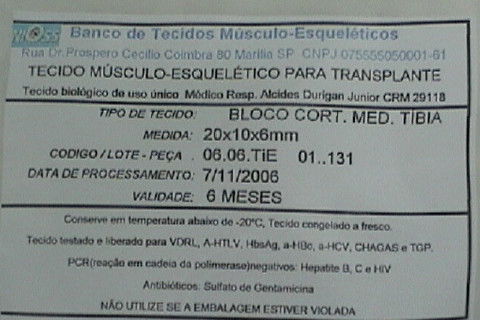 Banco de Tecidos Músculo-Esqueléticos
Rua Dr.Prospero Cecilio Coimbra 80 Marilia SP CNPJ 075555050001-61
TECIDO MÚSCULO-ESQUELÉTICO PARA TRANSPLANTE
Tecido biológico de uso único Médico Resp. Alcides Durigan Junior CRM 29118
TIPO DE TECIDO: BLOCO CORT. MED. TÍBIA
MEDIDA: 20x10x6mm
CODIGO/LOTE-PEÇA . 06.06.TiE 01..131
DATA DE PROCESSAMENTO: 7/11/2006
VALIDADE: 6 MESES
Conserve em temperatura abaixo de -20ºC, Tecido congelado a fresco.
Tecido testado e liberado para VDRL, A-HTLV, HbsAg, a-HBc, a-HCV, CHAGAS e TGP.
PCR(reação em cadeia da polimerase)negativos: Hepatite B, C e HIV
Antibióticos: Sulfato de Gentamicina
NÃO UTILIZE SE A EMBALAGEM ESTIVER VIOLADA